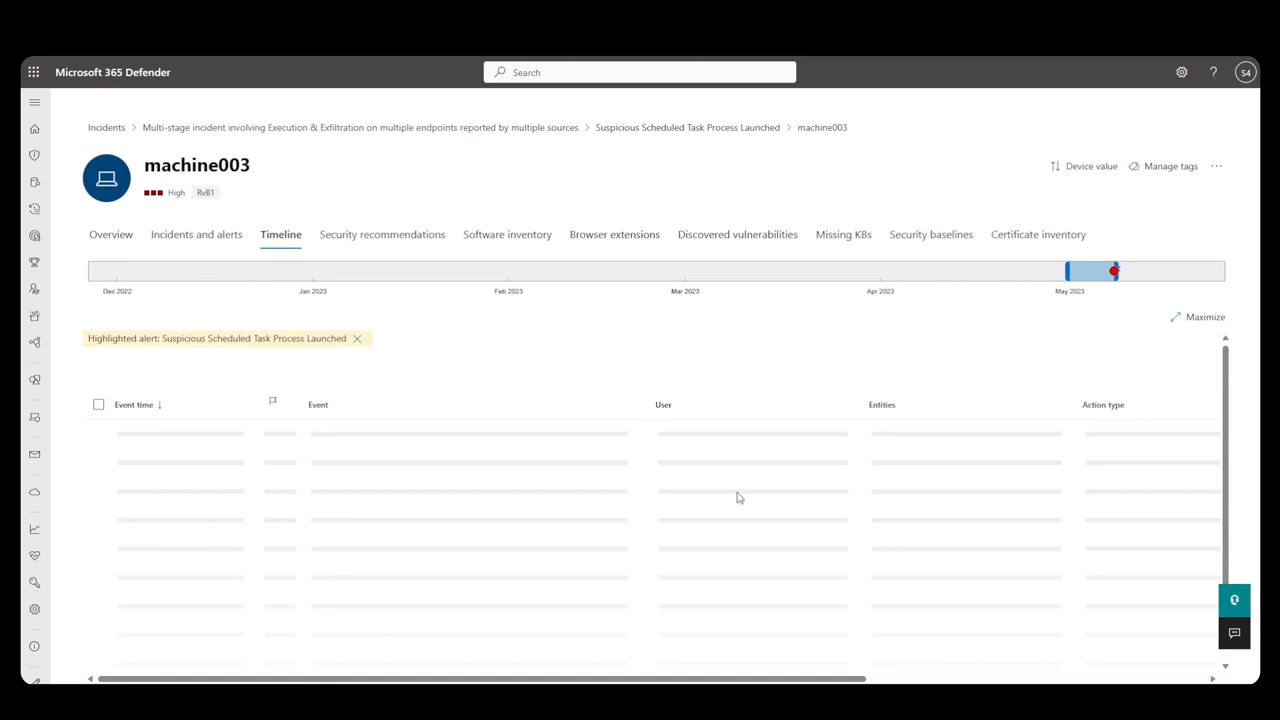 Microsoft 365 Defender
Search
S4
Incidents > Multi-stage incident involving Execution & Exfiltration on multiple endpoints reported by multiple sources > Suspicious Scheduled Task Process Launched > machine003
machine003
High RvB1
Device value Manage tags
Overview Incidents and alerts Timeline Security recommendations Software inventory Browser extensions Discovered vulnerabilities Missing KBs Security baselines Certificate inventory
Dec 2022 Jan 2023 Feb 2023 Mar 2023 Apr 2023 May 2023
Maximize
Highlighted alert: Suspicious Scheduled Task Process Launched
Event time Event User Entities Action type